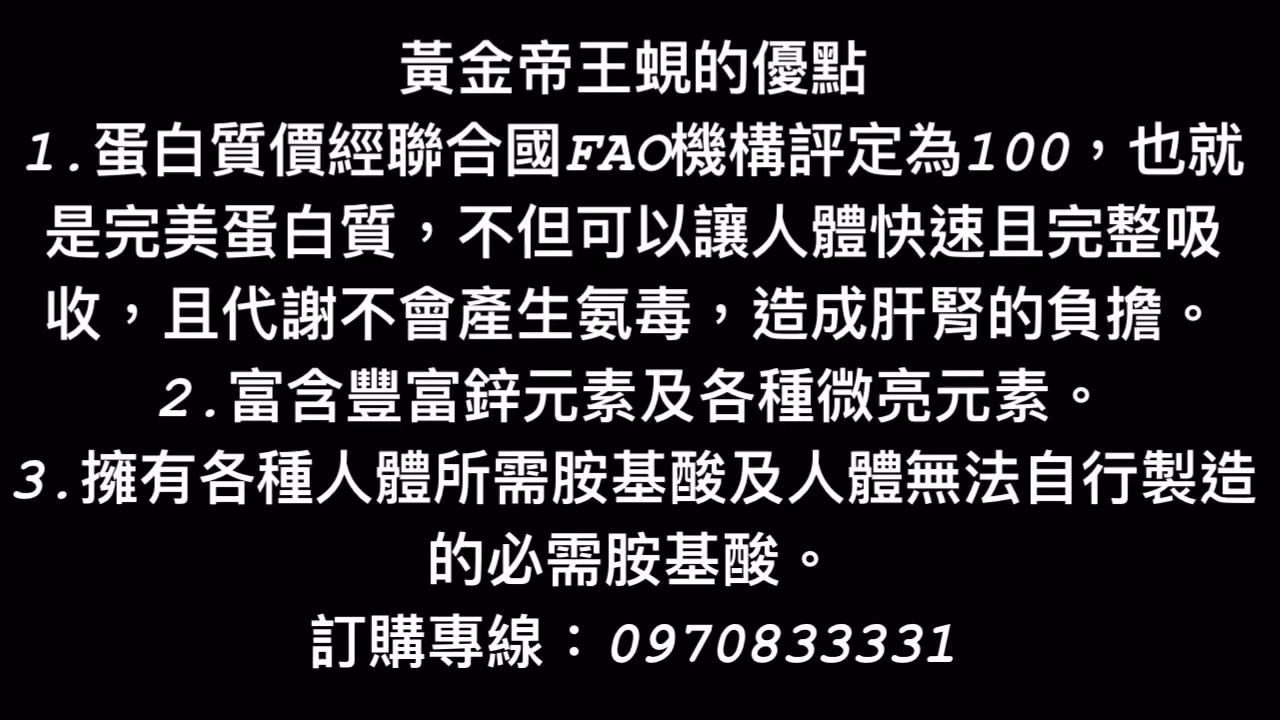 黃金帝王蜆的優點
1.蛋白質價經聯合國FAO機構評定為100，也就
是完美蛋白質，不但可以讓人體快速且完整吸
收，且代謝不會產生氨毒，造成肝腎的負擔。
2.富含豐富鋅元素及各種微亮元素。
3.擁有各種人體所需胺基酸及人體無法自行製造
的必需胺基酸。
訂購專線：0970833331